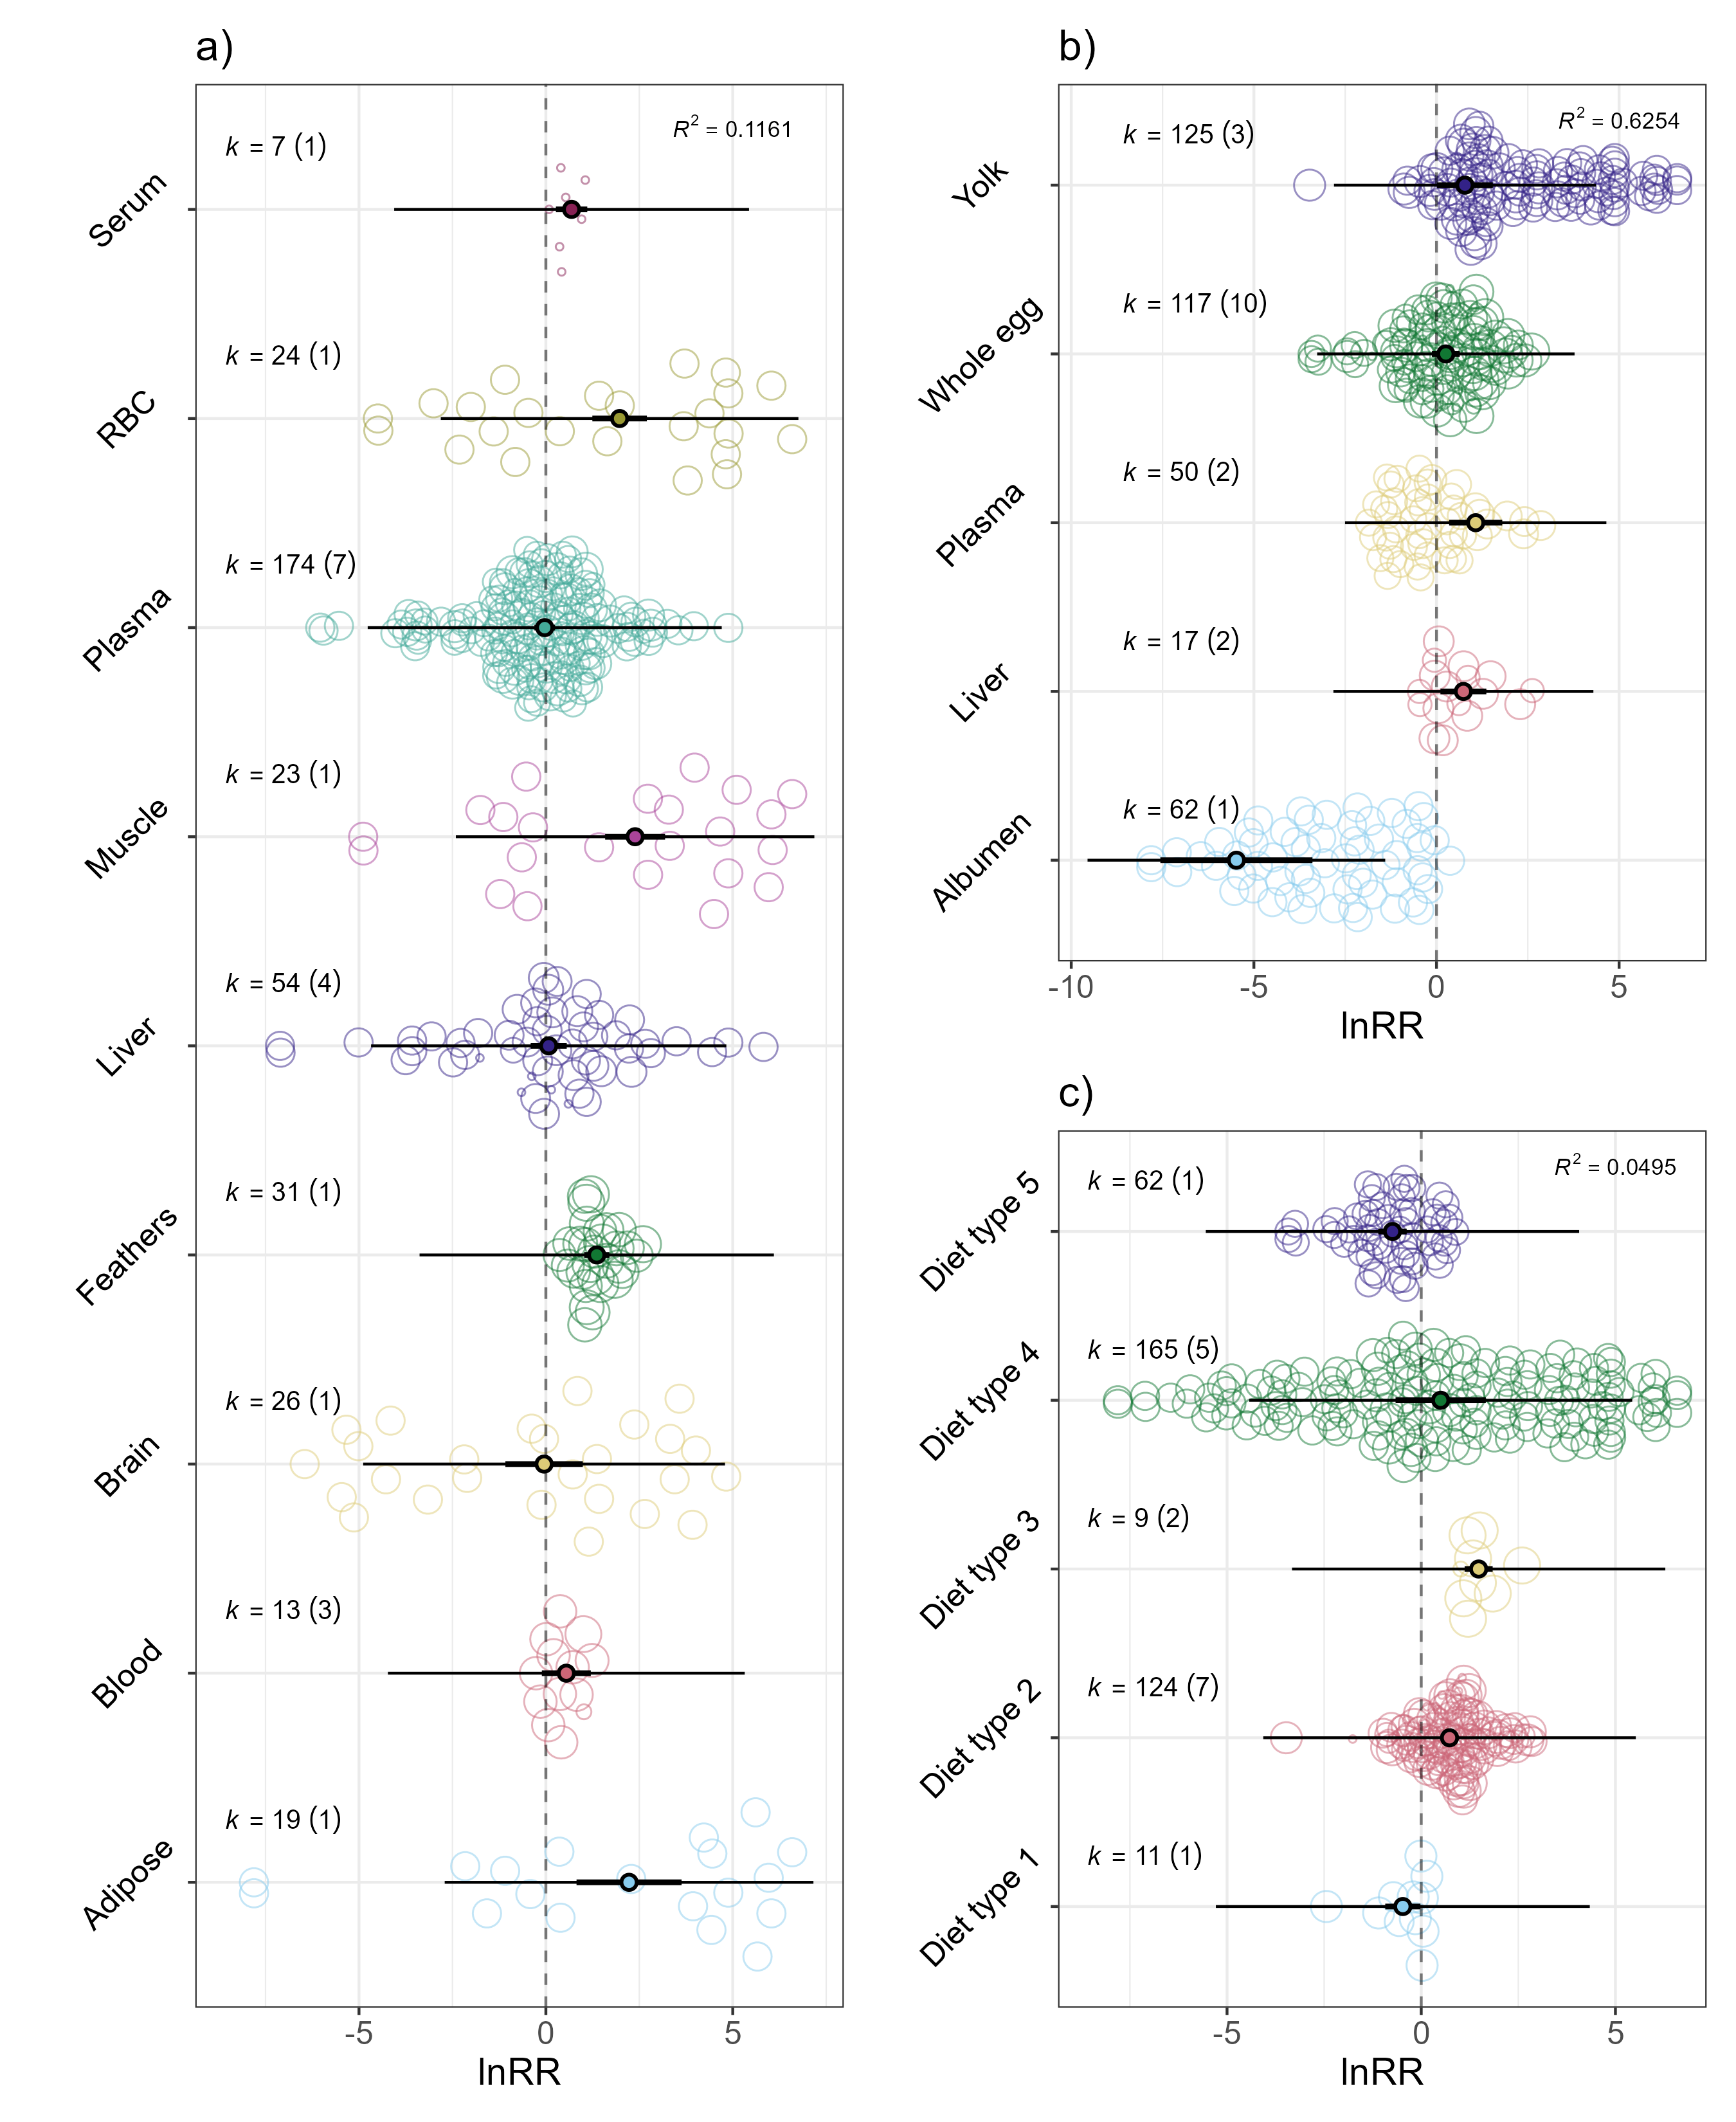 a)
R² = 0.1161
Serum
k = 7 (1)
RBC
k = 24 (1)
Plasma
k = 174 (7)
Muscle
k = 23 (1)
Liver
k = 54 (4)
Feathers
k = 31 (1)
Brain
k = 26 (1)
Blood
k = 13 (3)
Adipose
k = 19 (1)
-5 0 5
lnRR
b)
R² = 0.6254
Yolk
k = 125 (3)
Whole egg
k = 117 (10)
Plasma
k = 50 (2)
Liver
k = 17 (2)
Albumen
k = 62 (1)
-10 -5 0 5
lnRR
c)
R² = 0.0495
Diet type 5
k = 62 (1)
Diet type 4
k = 165 (5)
Diet type 3
k = 9 (2)
Diet type 2
k = 124 (7)
Diet type 1
k = 11 (1)
-5 0 5
lnRR